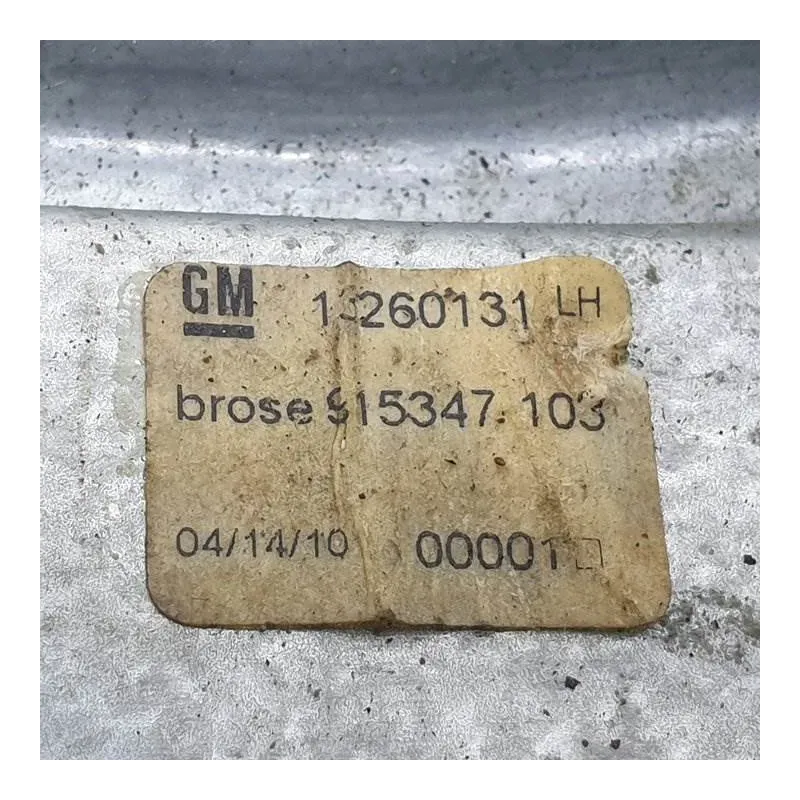 GM 13260131 LH
brose 915347 103
04/14/10 00001